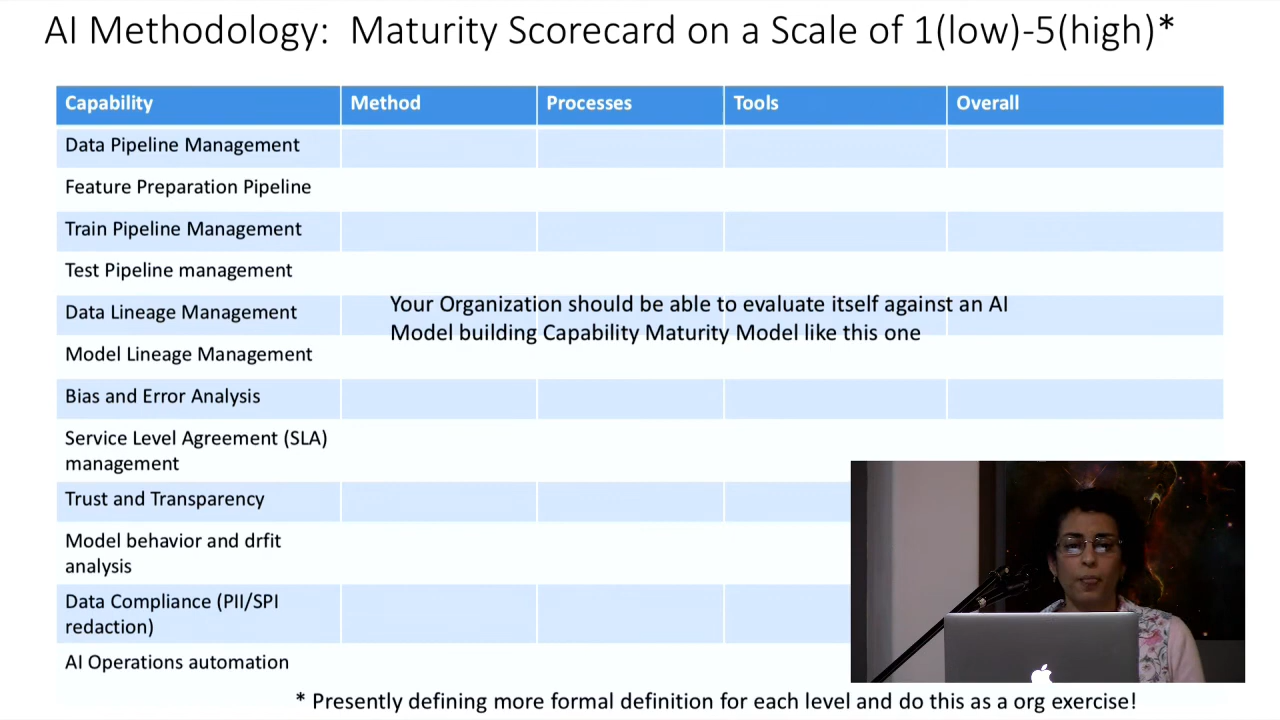 AI Methodology:  Maturity Scorecard on a Scale of 1(low)-5(high)*
Capability Method Processes Tools Overall
Data Pipeline Management
Feature Preparation Pipeline
Train Pipeline Management
Test Pipeline management
Data Lineage Management
Your Organization should be able to evaluate itself against an AI
Model building Capability Maturity Model like this one
Model Lineage Management
Bias and Error Analysis
Service Level Agreement (SLA)
management
Trust and Transparency
Model behavior and drfit
analysis
Data Compliance (PII/SPI
redaction)
AI Operations automation
* Presently defining more formal definition for each level and do this as a org exercise!